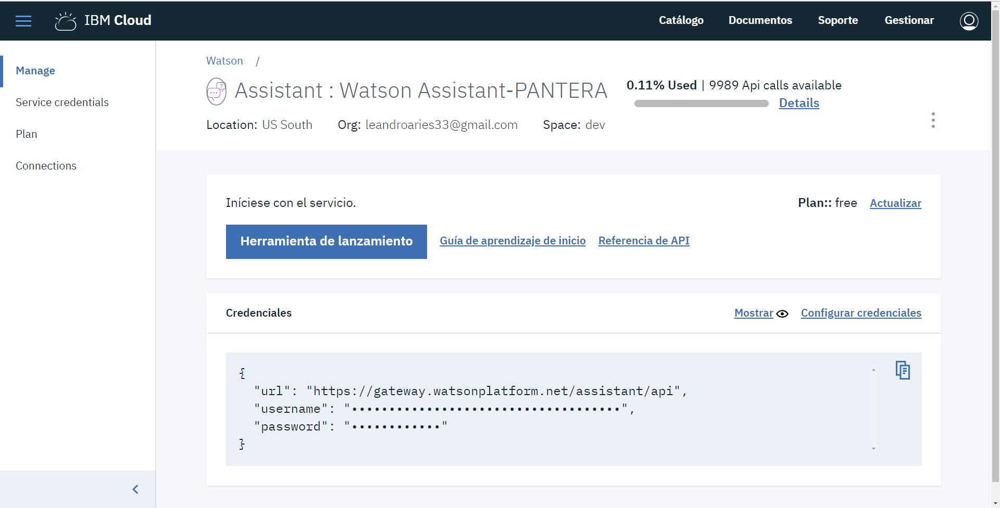 IBM Cloud
Catálogo Documentos Soporte Gestionar
Manage
Service credentials
Plan
Connections
Watson /
Assistant : Watson Assistant-PANTERA
0.11% Used | 9989 Api calls available
Details
Location: US South Org: leandroaries33@gmail.com Space: dev
Iníciese con el servicio.
Plan:: free Actualizar
Herramienta de lanzamiento Guía de aprendizaje de inicio Referencia de API
Credenciales
Mostrar Configurar credenciales
{
"url": "https://gateway.watsonplatform.net/assistant/api",
"username": "••••••••••••••••••••••••••••••••••••",
"password": "••••••••••••"
}